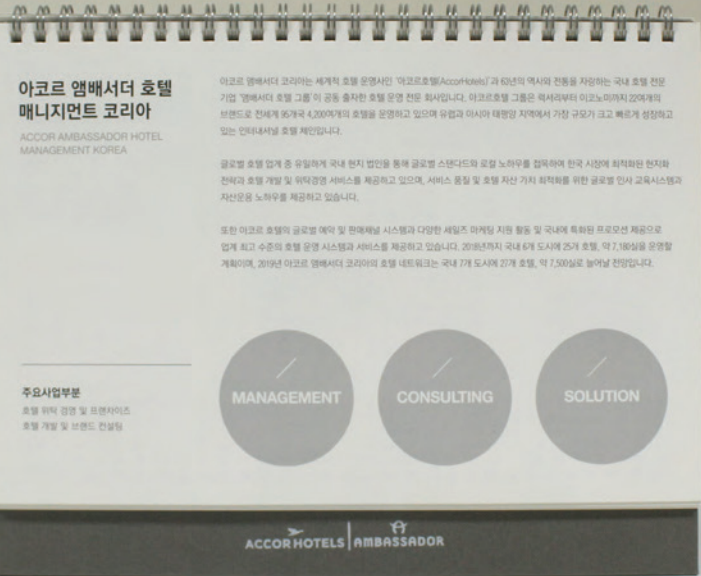 아코르 앰배서더 호텔
매니지먼트 코리아
ACCOR AMBASSADOR HOTEL
MANAGEMENT KOREA
아코르 앰배서더 코리아는 세계적 호텔 운영사인 '아코르호텔(AccorHotels)'과 63년의 역사와 전통을 자랑하는 국내 호텔 전문
기업 '앰배서더 호텔 그룹'이 공동 출자한 호텔 운영 전문 회사입니다. 아코르호텔 그룹은 럭셔리부터 이코노미까지 22여개의
브랜드로 전세계 95개국 4,200여개의 호텔을 운영하고 있으며 유럽과 아시아 태평양 지역에서 가장 규모가 크고 빠르게 성장하고
있는 인터내셔널 호텔 체인입니다.
글로벌 호텔 업계 중 유일하게 국내 현지 법인을 통해 글로벌 스탠다드와 로컬 노하우를 접목하여 한국 시장에 최적화된 현지화
전략과 호텔 개발 및 위탁경영 서비스를 제공하고 있으며, 서비스 품질 및 호텔 자산 가치 최적화를 위한 글로벌 인사 교육시스템과
자산운용 노하우를 제공하고 있습니다.
또한 아코르 호텔의 글로벌 예약 및 판매채널 시스템과 다양한 세일즈 마케팅 지원 활동 및 국내에 특화된 프로모션 제공으로
업계 최고 수준의 호텔 운영 시스템과 서비스를 제공하고 있습니다. 2018년까지 국내 6개 도시에 25개 호텔, 약 7,180실을 운영할
계획이며, 2019년 아코르 앰배서더 코리아의 호텔 네트워크는 국내 7개 도시에 27개 호텔, 약 7,500실로 늘어날 전망입니다.
주요사업부분
호텔 위탁 경영 및 프랜차이즈
호텔 개발 및 브랜드 컨설팅
MANAGEMENT
CONSULTING
SOLUTION
ACCORHOTELS
AMBASSADOR